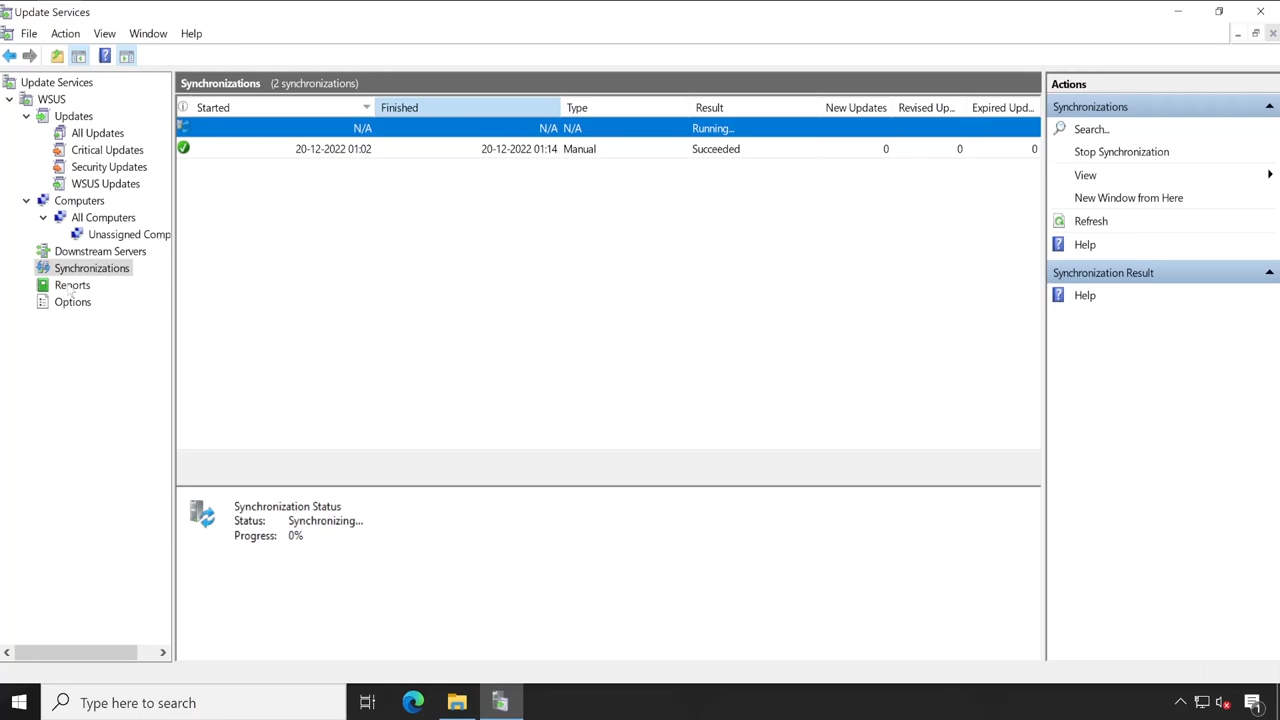 Update Services
File Action View Window Help
Update Services
WSUS
Updates
All Updates
Critical Updates
Security Updates
WSUS Updates
Computers
All Computers
Unassigned Comp
Downstream Servers
Synchronizations
Reports
Options
Synchronizations (2 synchronizations)
Started Finished Type Result New Updates Revised Up... Expired Upd...
N/A N/A N/A Running...
20-12-2022 01:02 20-12-2022 01:14 Manual Succeeded 0 0 0
Synchronization Status
Status: Synchronizing...
Progress: 0%
Actions
Synchronizations
Search...
Stop Synchronization
View
New Window from Here
Refresh
Help
Synchronization Result
Help
Type here to search
1